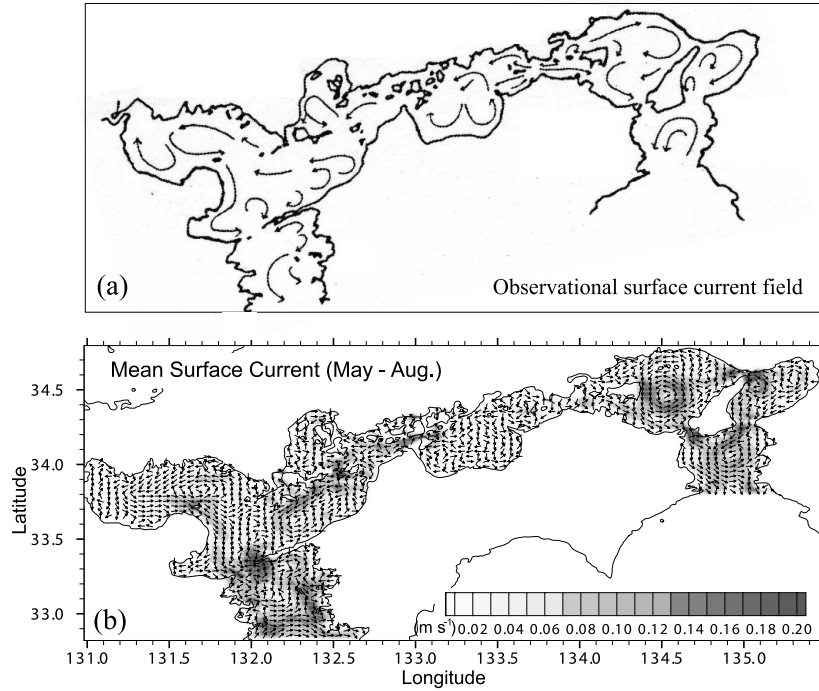 (a)
Observational surface current field
Mean Surface Current (May - Aug.)
34.5
34.0
33.5
33.0
Latitude
(b)
(m s⁻¹) 0.02 0.04 0.06 0.08 0.10 0.12 0.14 0.16 0.18 0.20
131.0 131.5 132.0 132.5 133.0 133.5 134.0 134.5 135.0
Longitude